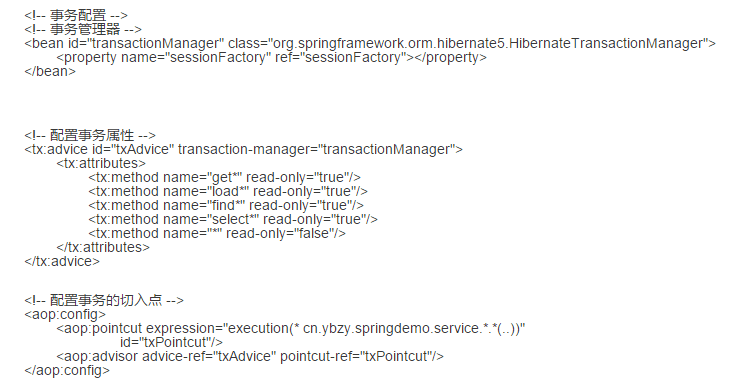 <!-- 事务配置 -->
<!-- 事务管理器 -->
<bean id="transactionManager" class="org.springframework.orm.hibernate5.HibernateTransactionManager">
<property name="sessionFactory" ref="sessionFactory"></property>
</bean>
<!-- 配置事务属性 -->
<tx:advice id="txAdvice" transaction-manager="transactionManager">
<tx:attributes>
<tx:method name="get*" read-only="true"/>
<tx:method name="load*" read-only="true"/>
<tx:method name="find*" read-only="true"/>
<tx:method name="select*" read-only="true"/>
<tx:method name="*" read-only="false"/>
</tx:attributes>
</tx:advice>
<!-- 配置事务的切入点 -->
<aop:config>
<aop:pointcut expression="execution(* cn.ybzy.springdemo.service.*.*(..))"
id="txPointcut"/>
<aop:advisor advice-ref="txAdvice" pointcut-ref="txPointcut"/>
</aop:config>